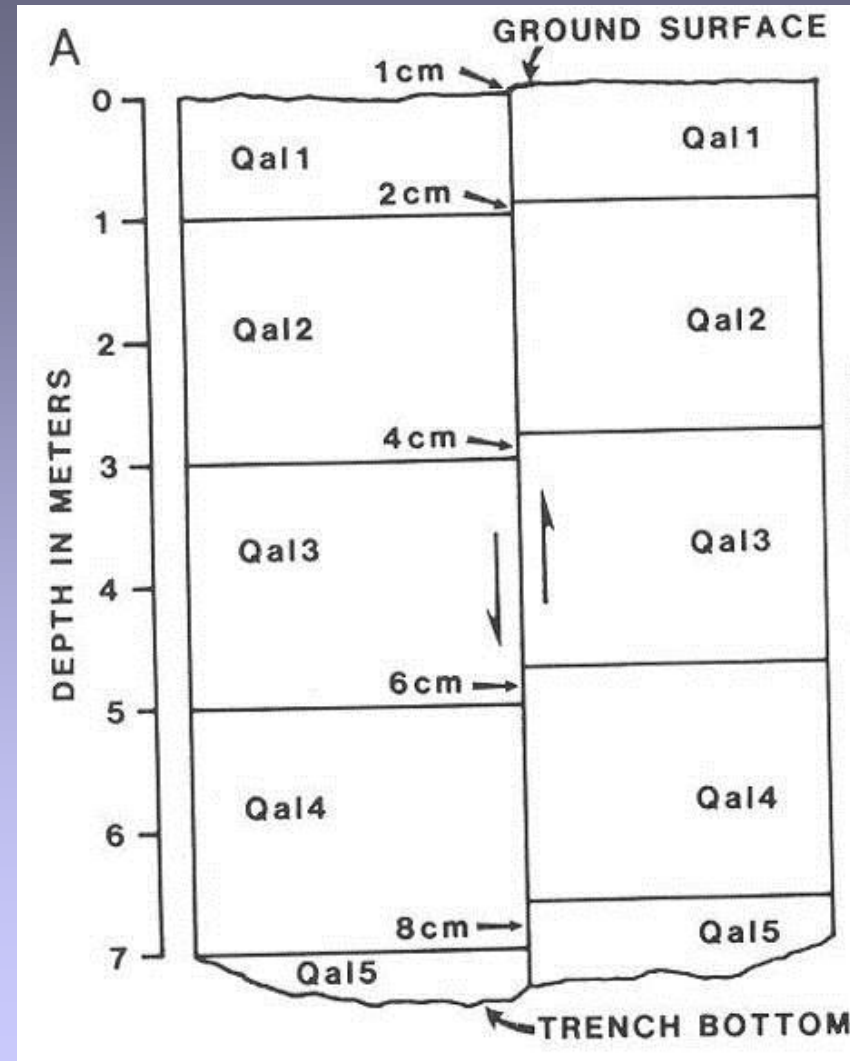 A
GROUND SURFACE
1cm
0
Qal1
Qal1
2cm
1
Qal2
Qal2
2
4cm
3
DEPTH IN METERS
Qal3
Qal3
4
6cm
5
Qal4
Qal4
6
8cm
Qal5
7
Qal5
TRENCH BOTTOM